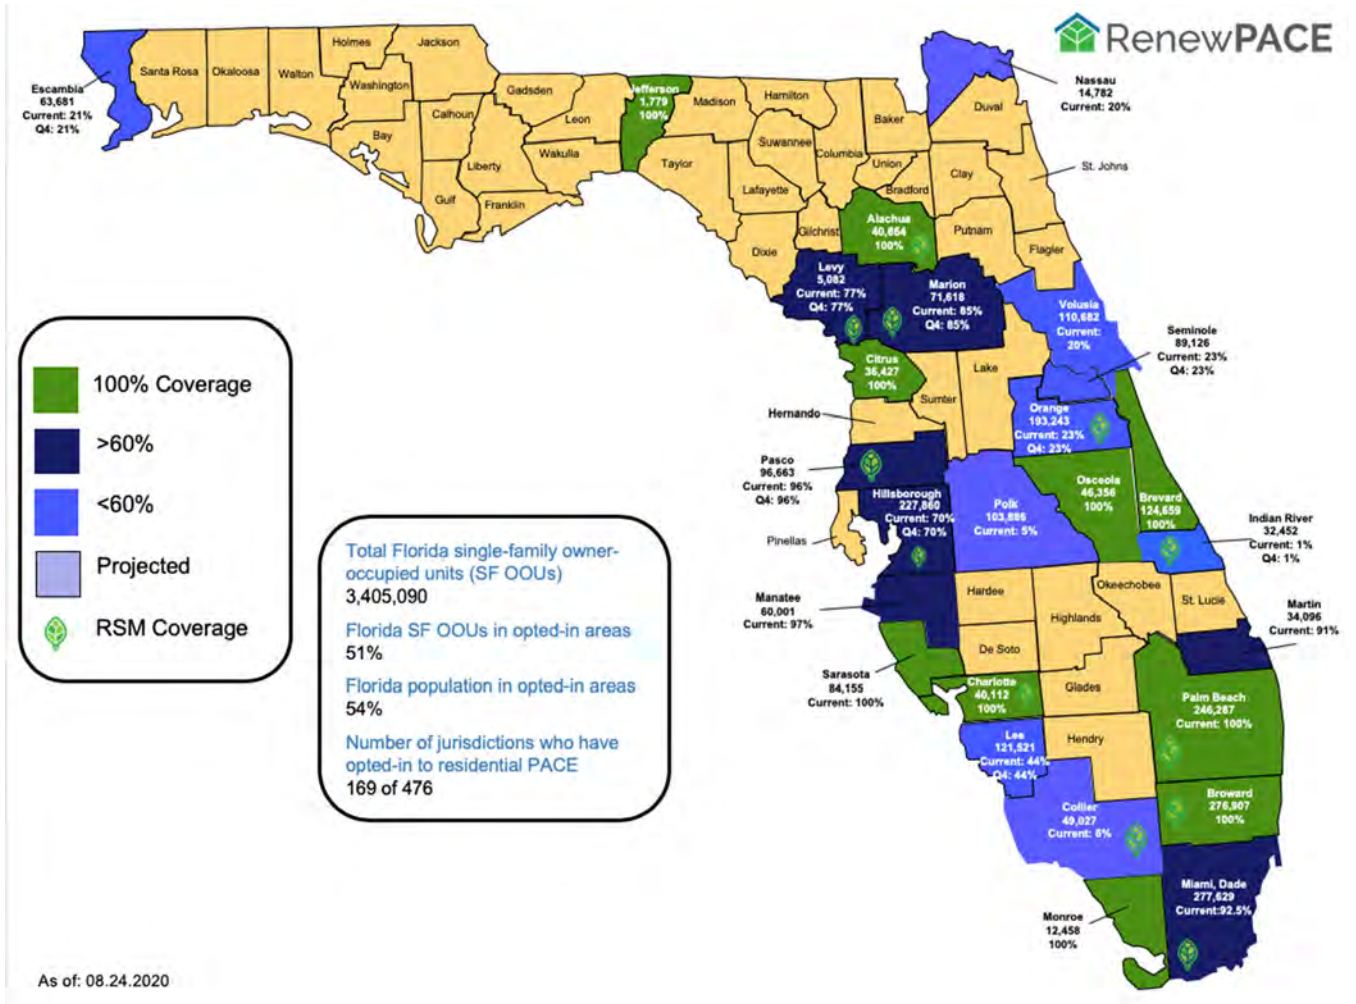 RenewPACE
Holmes
Jackson
Santa Rosa
Okaloosa
Walton
Washington
Escambia
63,681
Current: 21%
Q4: 21%
Calhoun
Bay
Gadsden
Leon
Liberty
Wakulla
Gulf
Franklin
Jefferson
1,779
100%
Madison
Hamilton
Taylor
Suwannee
Columbia
Lafayette
Baker
Union
Bradford
Nassau
14,782
Current: 20%
Duval
Clay
St. Johns
Gilchrist
Dixie
Alachua
40,664
100%
Putnam
Flagler
Levy
5,082
Current: 77%
Q4: 77%
Marion
71,618
Current: 85%
Q4: 85%
Volusia
110,682
Current:
20%
Seminole
89,126
Current: 23%
Q4: 23%
Citrus
36,427
100%
Lake
Sumter
Hernando
Orange
193,243
Current: 23%
Q4: 23%
Pasco
96,663
Current: 96%
Q4: 96%
Hillsborough
227,860
Current: 70%
Q4: 70%
Polk
103,886
Current: 5%
Osceola
46,356
100%
Brevard
124,659
100%
Indian River
32,452
Current: 1%
Q4: 1%
Pinellas
Manatee
60,001
Current: 97%
Hardee
Okeechobee
St. Lucie
Highlands
De Soto
Martin
34,096
Current: 91%
Sarasota
84,155
Current: 100%
Charlotte
40,112
100%
Glades
Palm Beach
246,287
Current: 100%
Lee
121,521
Current: 44%
Q4: 44%
Hendry
Collier
49,027
Current: 6%
Broward
276,907
100%
Miami, Dade
277,629
Current:92.5%
Monroe
12,458
100%
100% Coverage
>60%
<60%
Projected
RSM Coverage
Total Florida single-family owner-
occupied units (SF OOUs)
3,405,090
Florida SF OOUs in opted-in areas
51%
Florida population in opted-in areas
54%
Number of jurisdictions who have
opted-in to residential PACE
169 of 476
As of: 08.24.2020